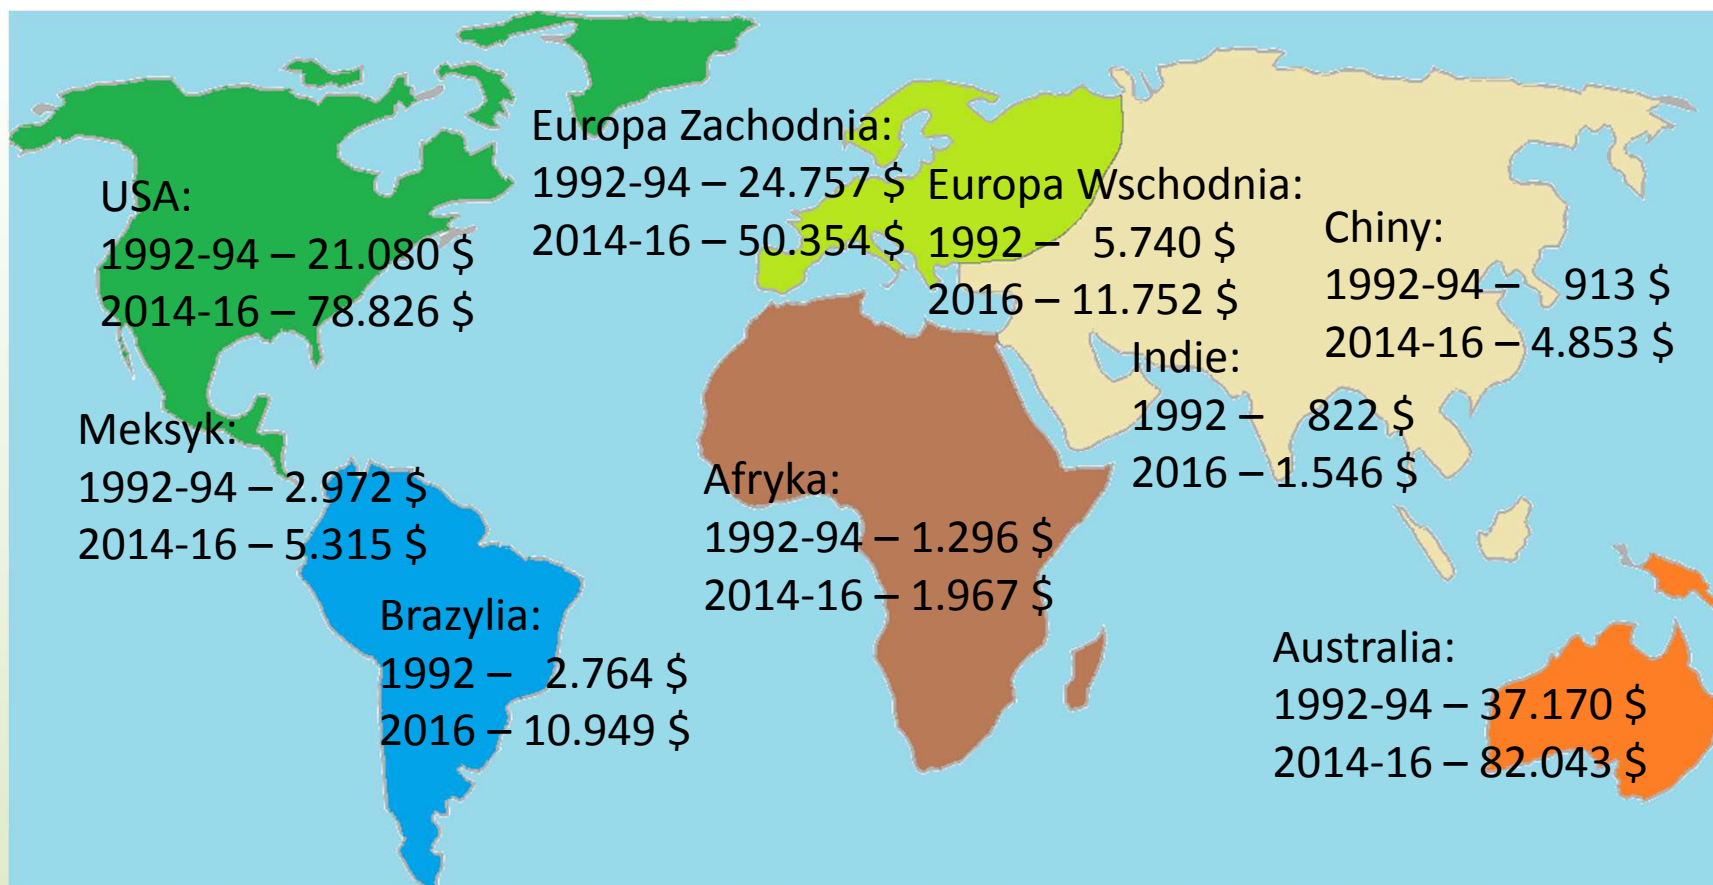 Europa Zachodnia:
1992-94 – 24.757 $
2014-16 – 50.354 $
USA:
1992-94 – 21.080 $
2014-16 – 78.826 $
Europa Wschodnia:
1992 – 5.740 $
2016 – 11.752 $
Chiny:
1992-94 – 913 $
2014-16 – 4.853 $
Indie:
1992 – 822 $
2016 – 1.546 $
Meksyk:
1992-94 – 2.972 $
2014-16 – 5.315 $
Afryka:
1992-94 – 1.296 $
2014-16 – 1.967 $
Brazylia:
1992 – 2.764 $
2016 – 10.949 $
Australia:
1992-94 – 37.170 $
2014-16 – 82.043 $